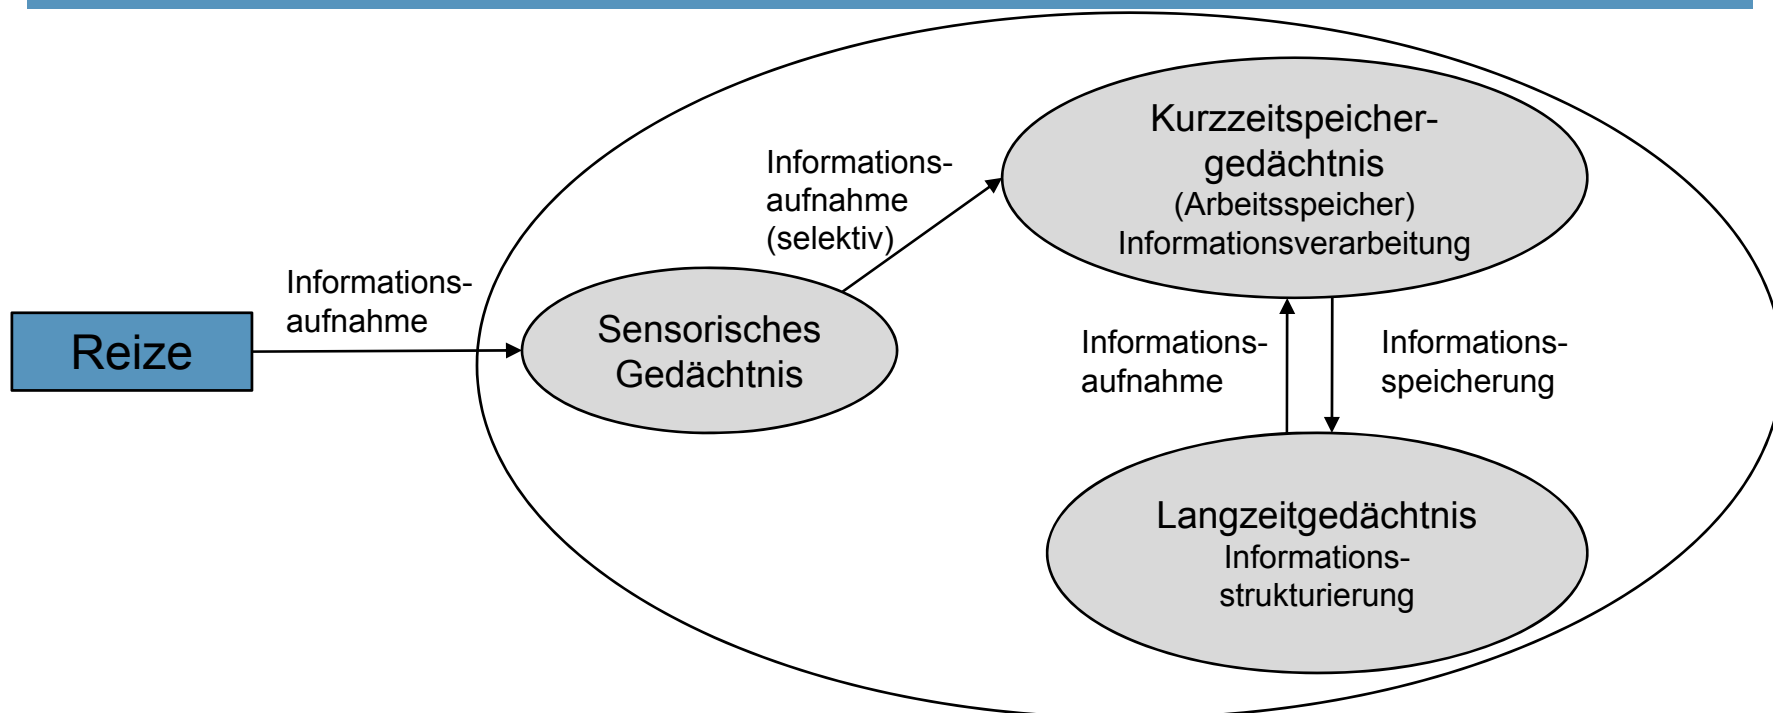 Reize
Informations-
aufnahme
Sensorisches
Gedächtnis
Informations-
aufnahme
(selektiv)
Kurzzeitspeicher-
gedächtnis
(Arbeitsspeicher)
Informationsverarbeitung
Informations-
aufnahme
Informations-
speicherung
Langzeitgedächtnis
Informations-
strukturierung